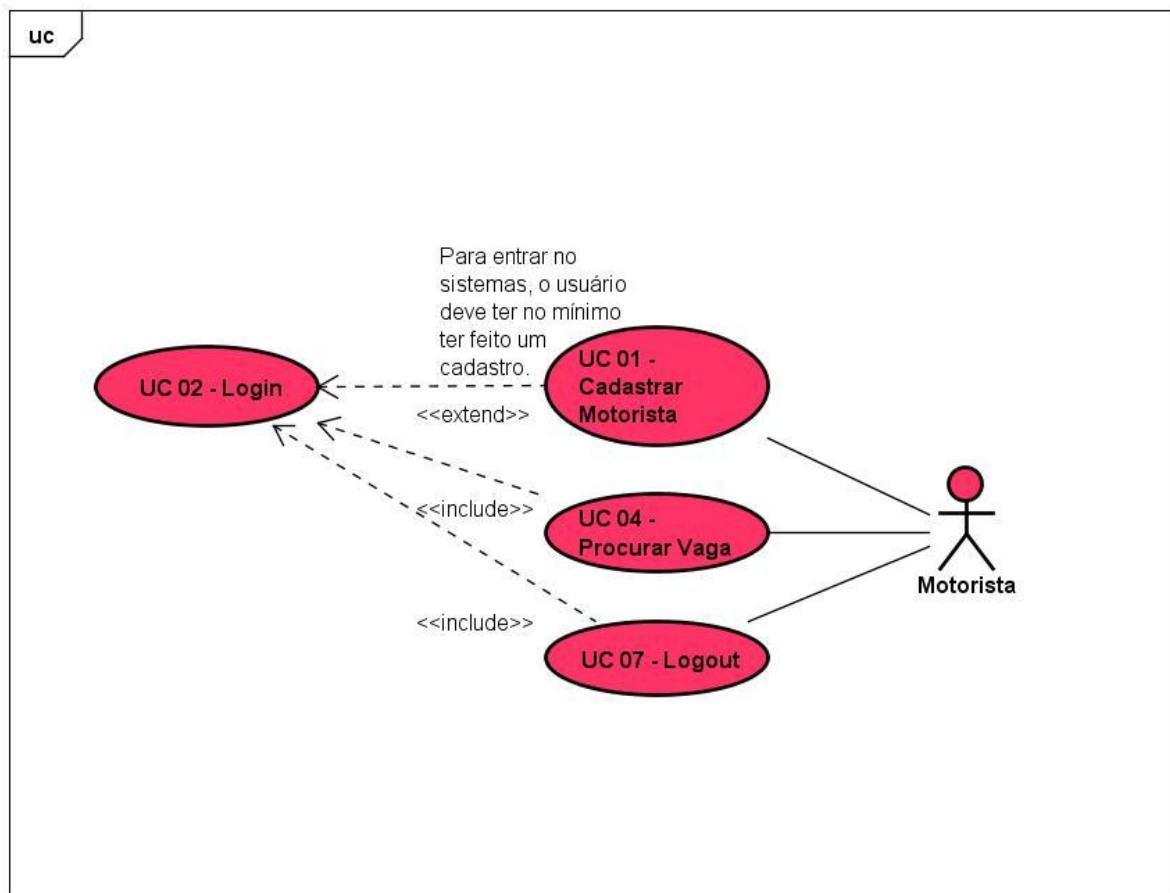 uc
Para entrar no
sistemas, o usuário
deve ter no mínimo
ter feito um
cadastro.
UC 02 - Login
UC 01 -
Cadastrar
Motorista
<<extend>>
<<include>>
UC 04 -
Procurar Vaga
Motorista
<<include>>
UC 07 - Logout